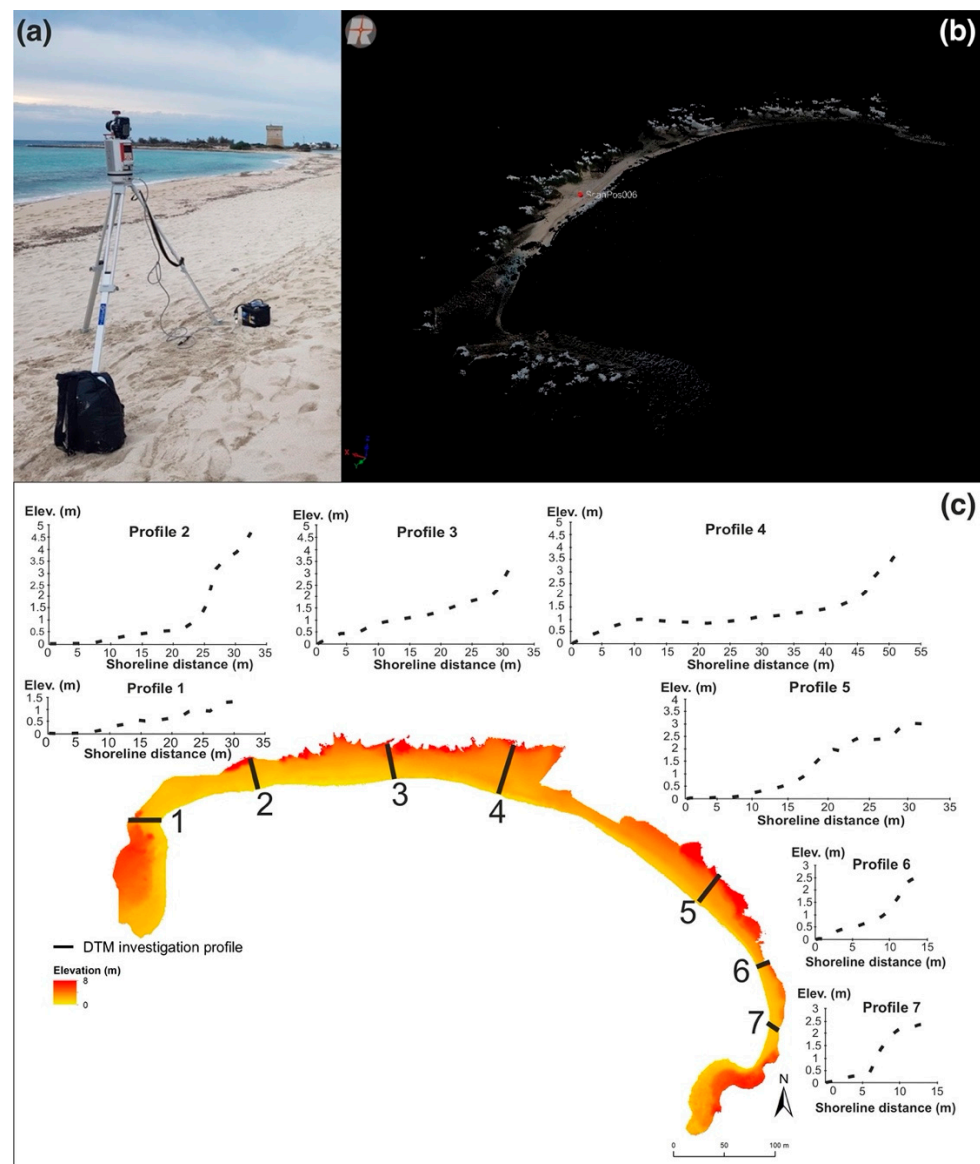 (a)
(b)
ScanPos006
X
Y
Z
(c)
Elev. (m)
Profile 2
5
4.5
4
3.5
3
2.5
2
1.5
1
0.5
0
0 5 10 15 20 25 30 35
Shoreline distance (m)
Elev. (m)
Profile 3
5
4.5
4
3.5
3
2.5
2
1.5
1
0.5
0
0 5 10 15 20 25 30 35
Shoreline distance (m)
Elev. (m)
Profile 4
5
4.5
4
3.5
3
2.5
2
1.5
1
0.5
0
0 5 10 15 20 25 30 35 40 45 50 55
Shoreline distance (m)
Elev. (m)
Profile 1
1.5
1
0.5
0
0 5 10 15 20 25 30 35
Shoreline distance (m)
Elev. (m)
Profile 5
4
3.5
3
2.5
2
1.5
1
0.5
0
0 5 10 15 20 25 30 35
Shoreline distance (m)
Elev. (m)
Profile 6
3
2.5
2
1.5
1
0.5
0
0 5 10 15
Shoreline distance (m)
Elev. (m)
Profile 7
3
2.5
2
1.5
1
0.5
0
0 5 10 15
Shoreline distance (m)
1
2
3
4
5
6
7
DTM investigation profile
Elevation (m)
8
0
N
0 50 100 m